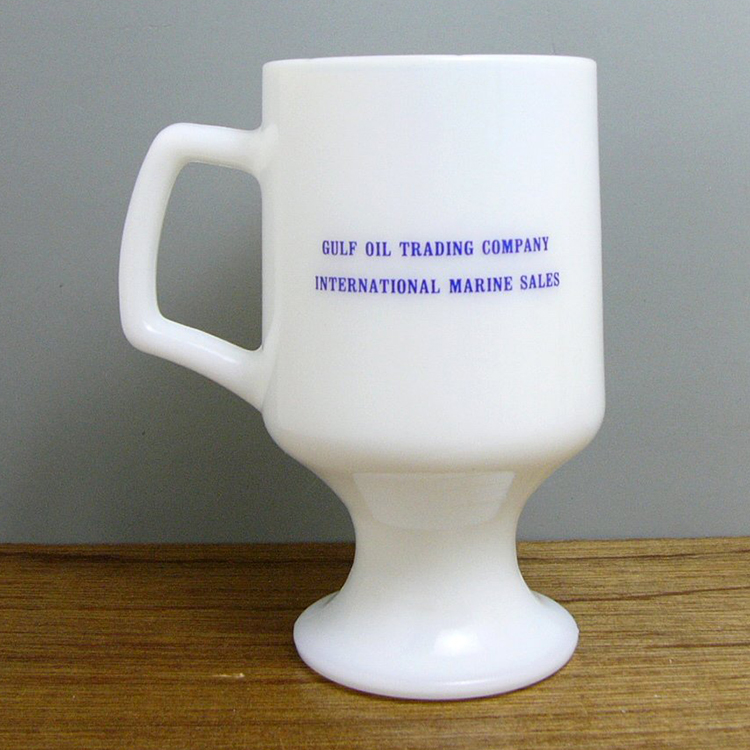 GULF OIL TRADING COMPANY
INTERNATIONAL MARINE SALES